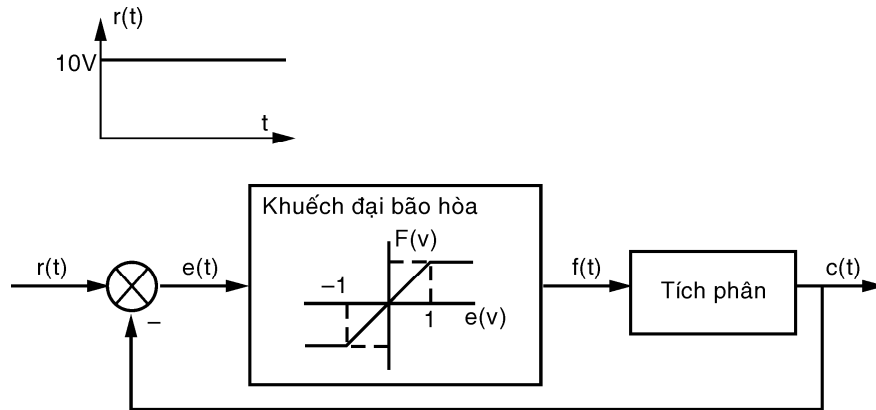 r(t)
10V
t
Khuếch đại bão hòa
F(v)
r(t)
e(t)
–1
1
e(v)
f(t)
Tích phân
c(t)
–